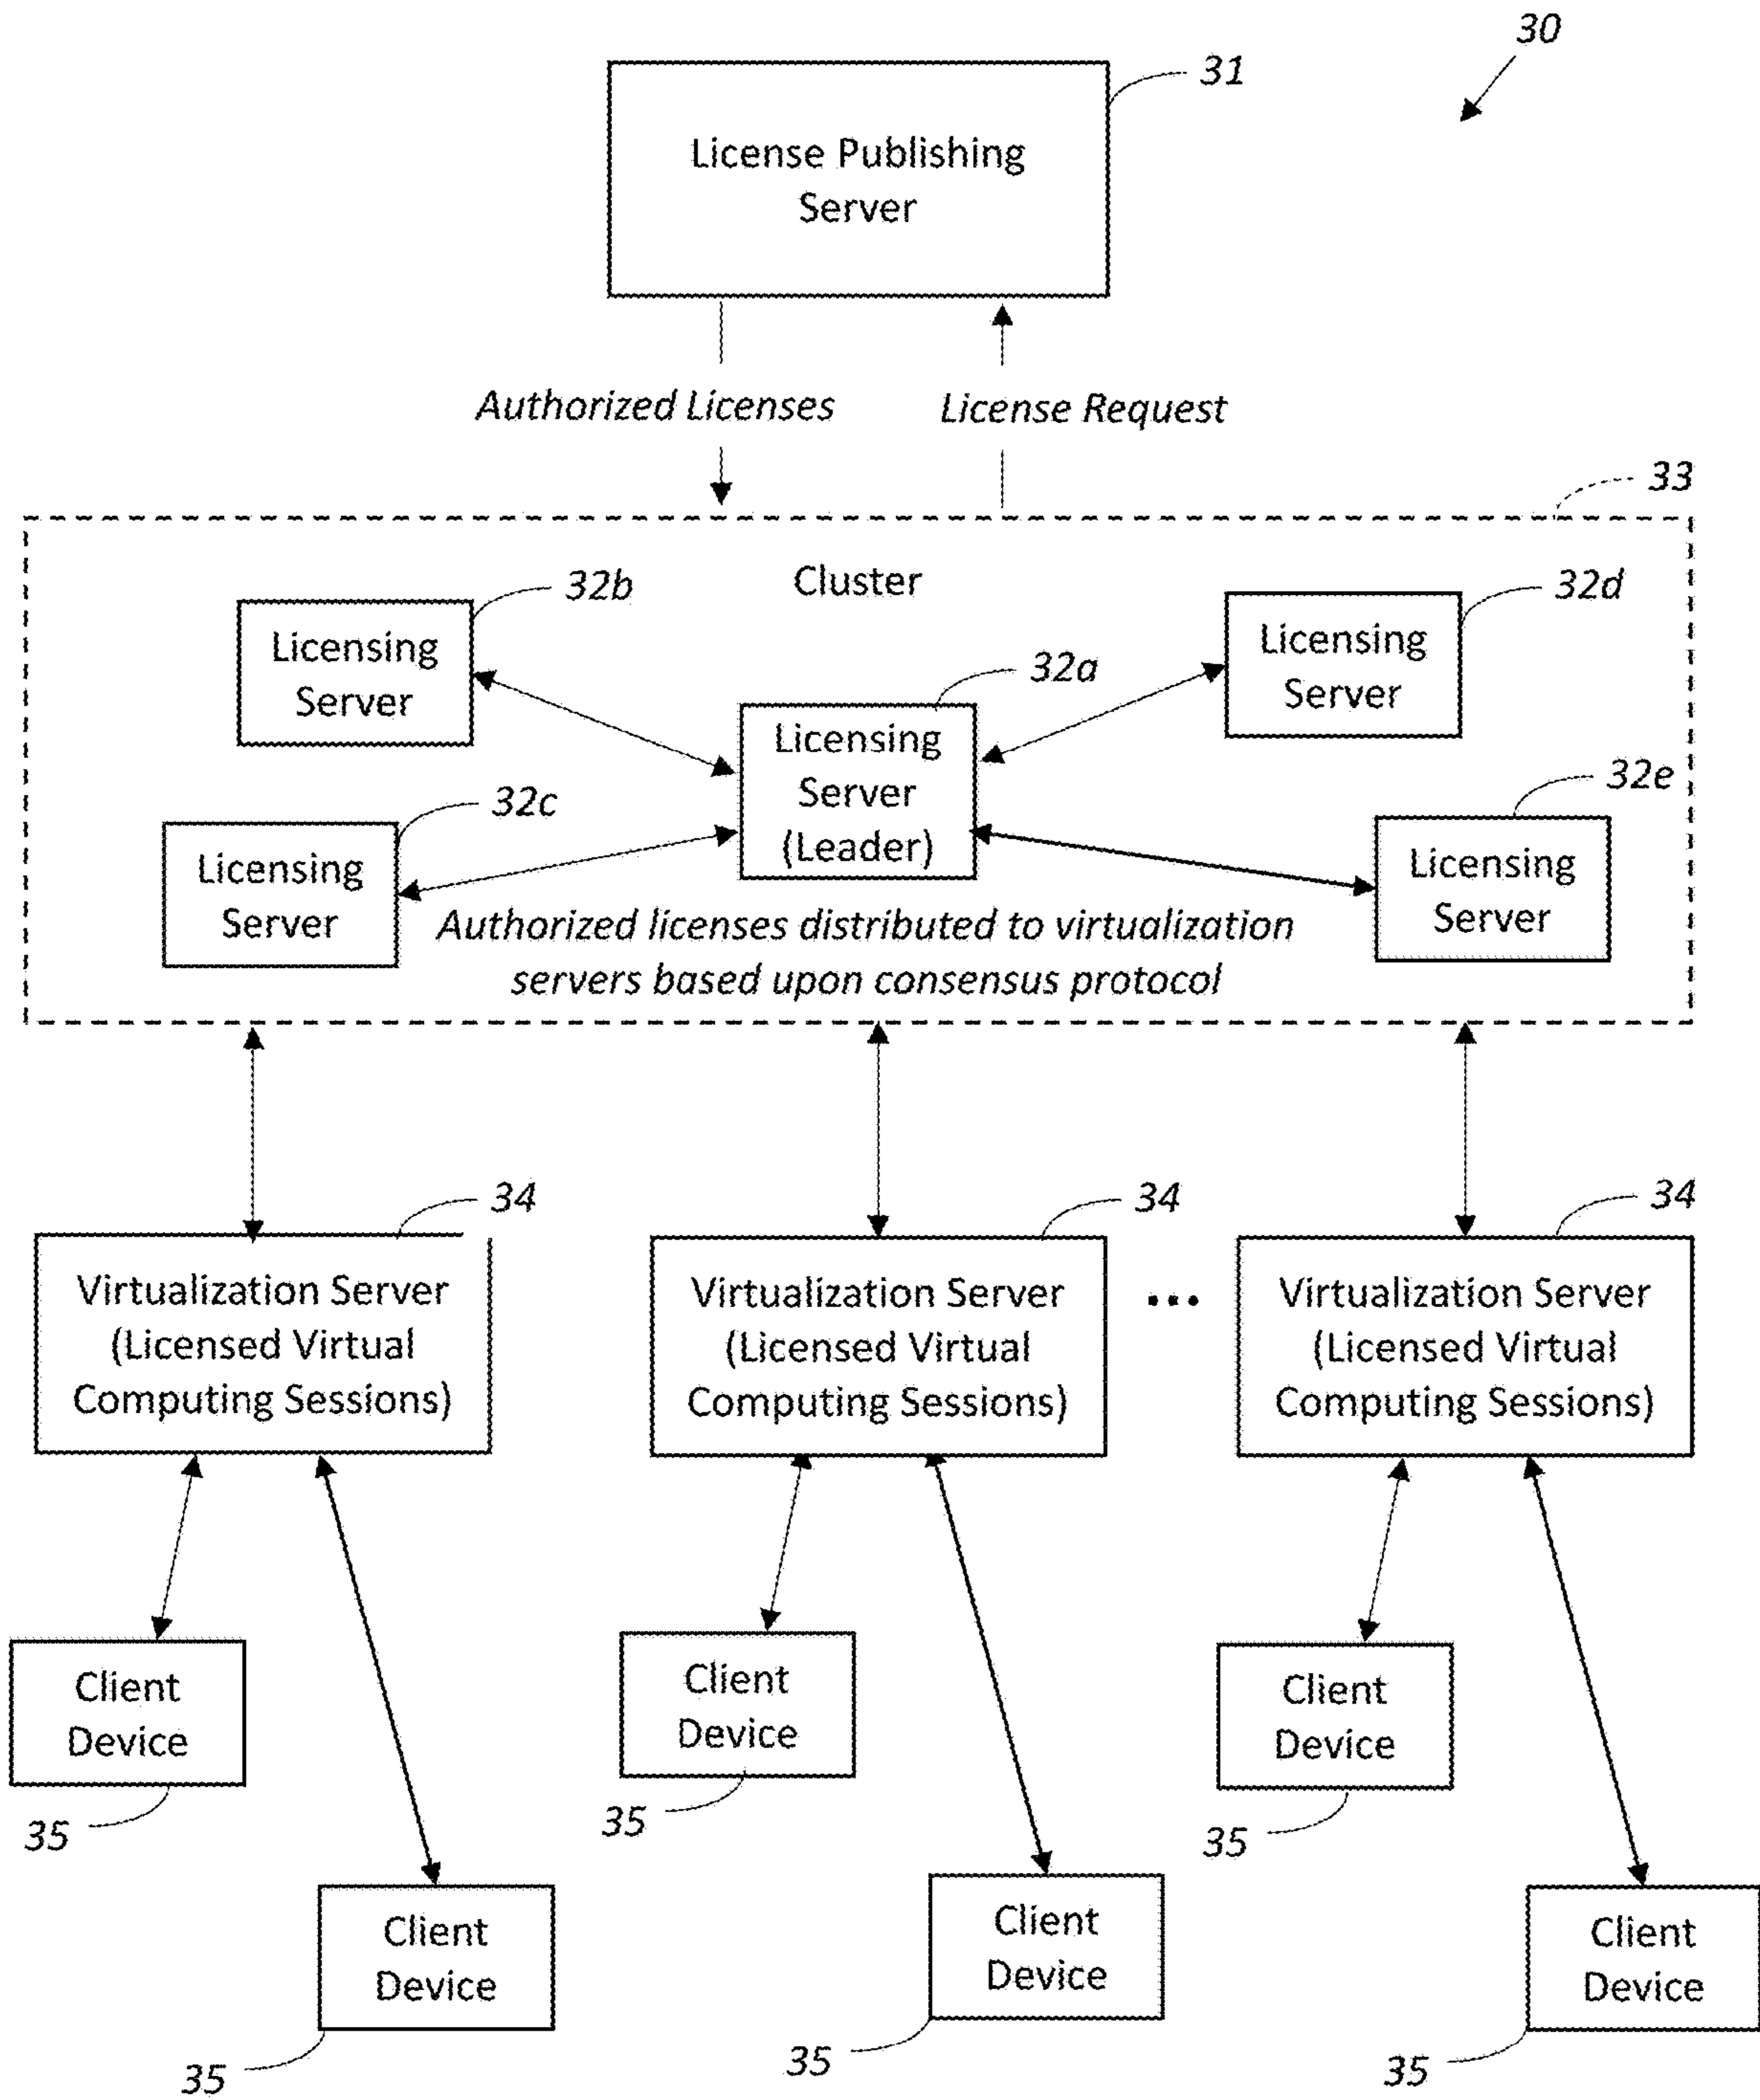 30
31
License Publishing
Server
Authorized Licenses
License Request
33
Cluster
32b
Licensing
Server
32d
Licensing
Server
32a
Licensing
Server
(Leader)
32c
Licensing
Server
32e
Licensing
Server
Authorized licenses distributed to virtualization
servers based upon consensus protocol
34
Virtualization Server
(Licensed Virtual
Computing Sessions)
34
Virtualization Server
(Licensed Virtual
Computing Sessions)
...
34
Virtualization Server
(Licensed Virtual
Computing Sessions)
Client
Device
35
Client
Device
35
Client
Device
35
Client
Device
35
Client
Device
35
Client
Device
35